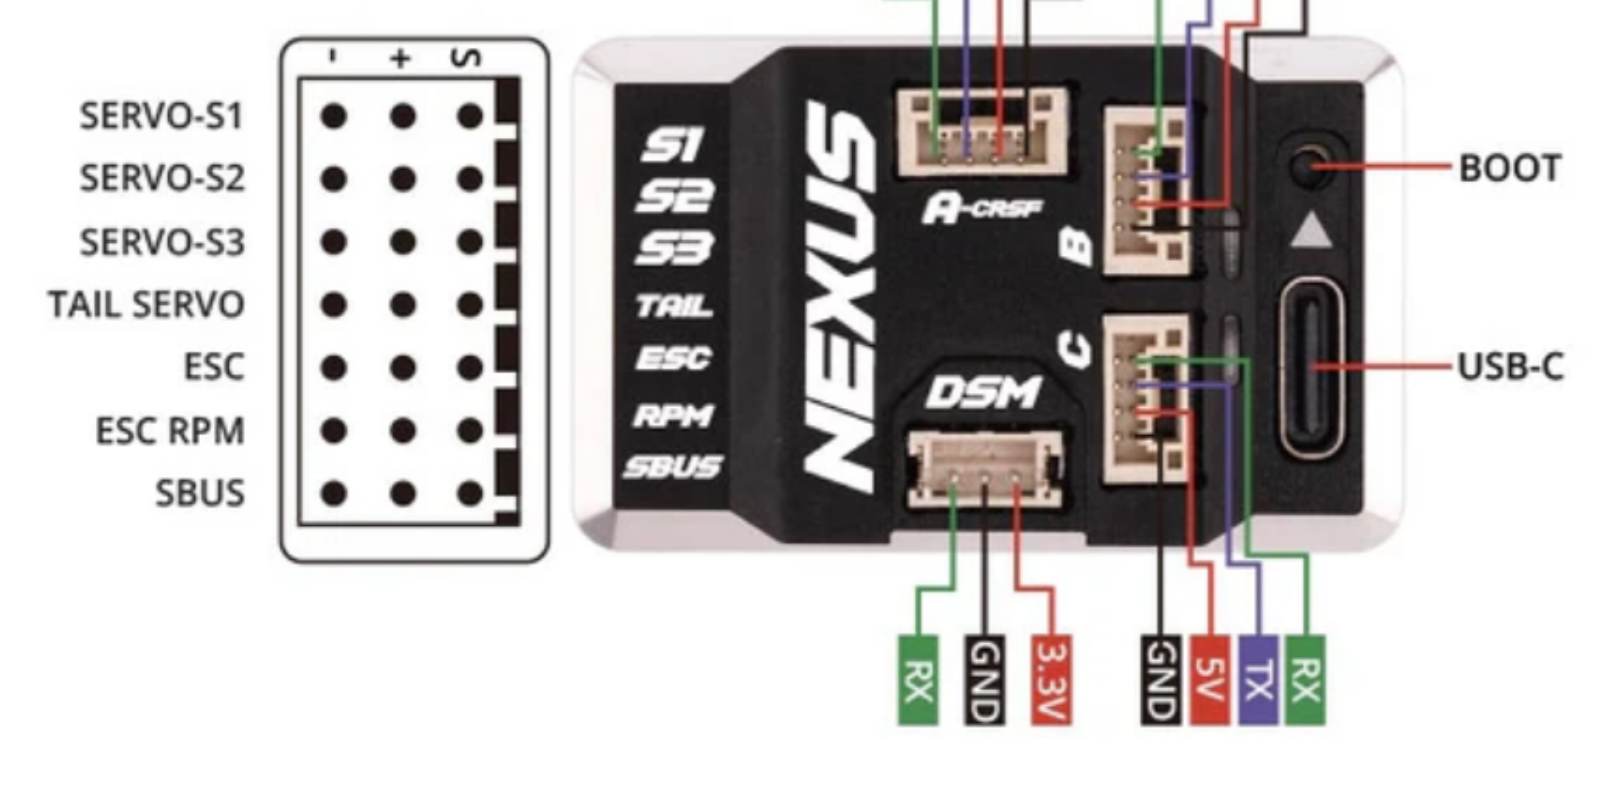 - + S
SERVO-S1
SERVO-S2
SERVO-S3
TAIL SERVO
ESC
ESC RPM
SBUS
S1
S2
S3
TAIL
ESC
RPM
SBUS
NEXUS
A-CRSF
B
C
DSM
BOOT
USB-C
RX
GND
3.3V
GND
5V
TX
RX